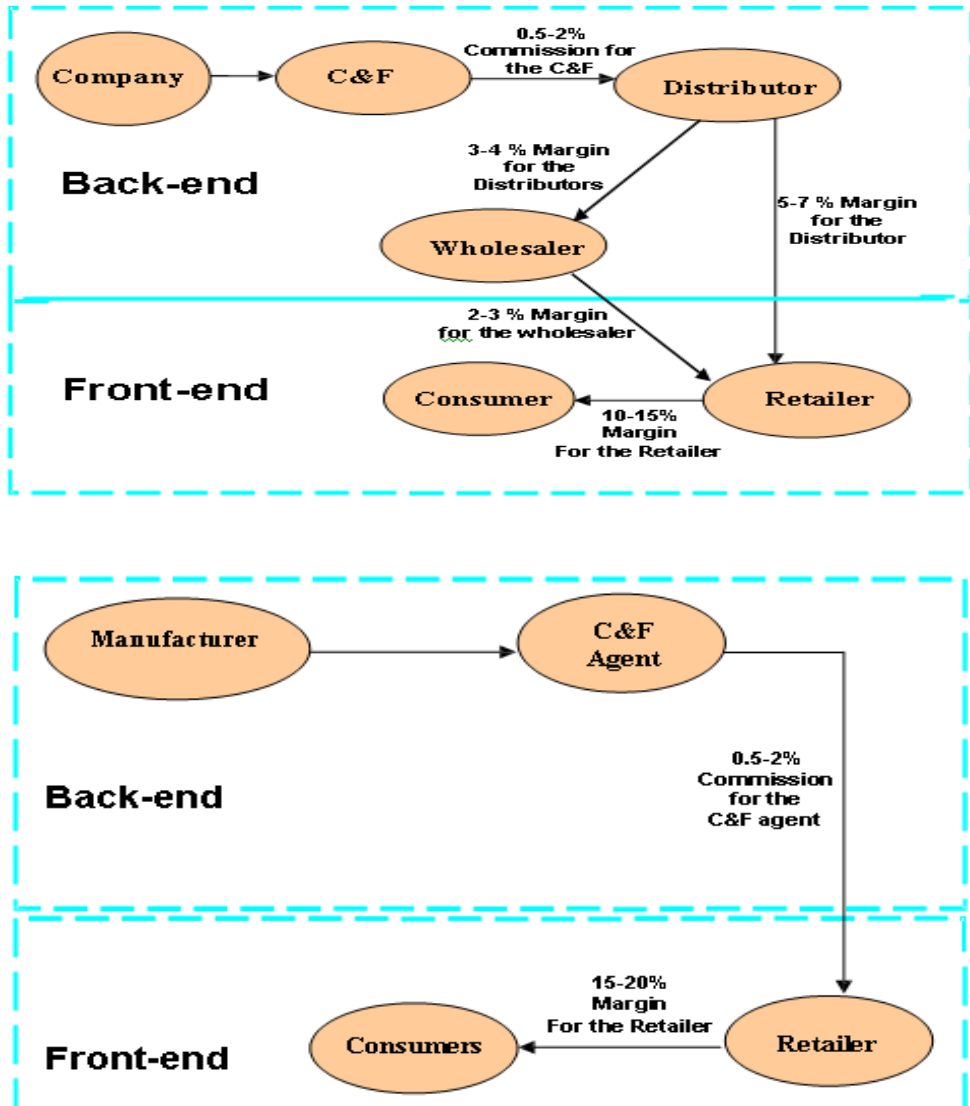 Company
C&F
0.5-2%
Commission for
the C&F
Distributor
3-4 % Margin
for the
Distributors
Back-end
5-7 % Margin
for the
Distributor
Wholesaler
2-3 % Margin
for the wholesaler
Front-end
Consumer
10-15%
Margin
For the Retailer
Retailer
Manufacturer
C&F
Agent
0.5-2%
Commission
for the
C&F agent
Back-end
15-20%
Margin
For the Retailer
Consumers
Retailer
Front-end